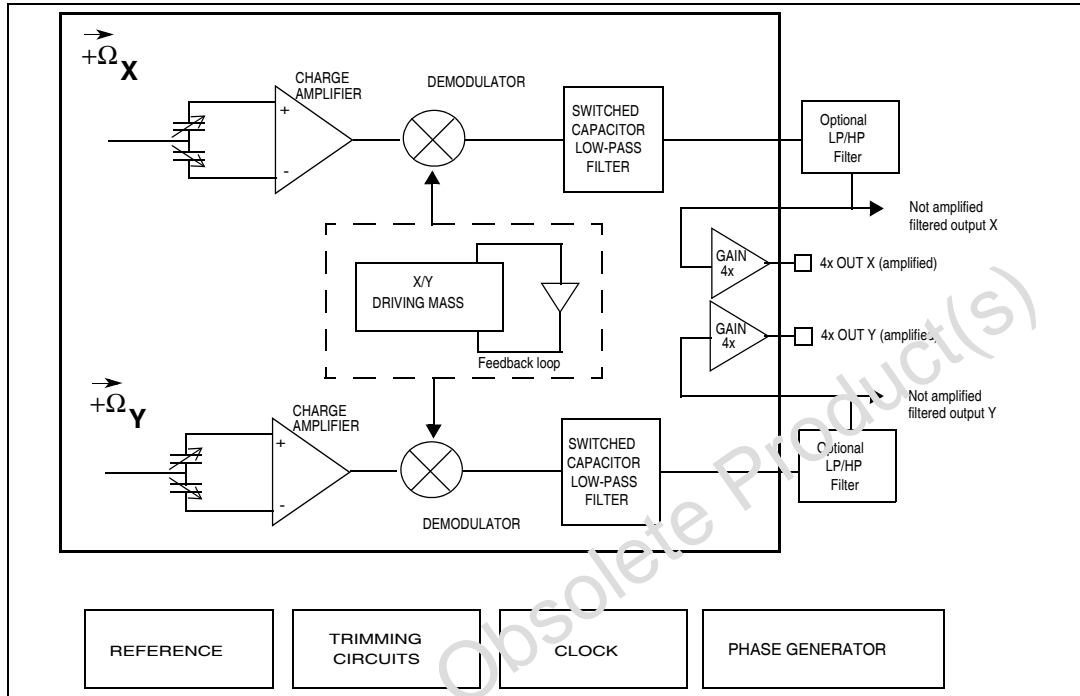 +Ω X
CHARGE
AMPLIFIER
+
-
DEMODULATOR
SWITCHED
CAPACITOR
LOW-PASS
FILTER
Optional
LP/HP
Filter
Not amplified
filtered output X
GAIN
4x
4x OUT X (amplified)
X/Y
DRIVING MASS
Feedback loop
GAIN
4x
4x OUT Y (amplified)
Not amplified
filtered output Y
+Ω Y
CHARGE
AMPLIFIER
+
-
DEMODULATOR
SWITCHED
CAPACITOR
LOW-PASS
FILTER
Optional
LP/HP
Filter
REFERENCE
TRIMMING
CIRCUITS
CLOCK
PHASE GENERATOR
Obsolete Product(s)